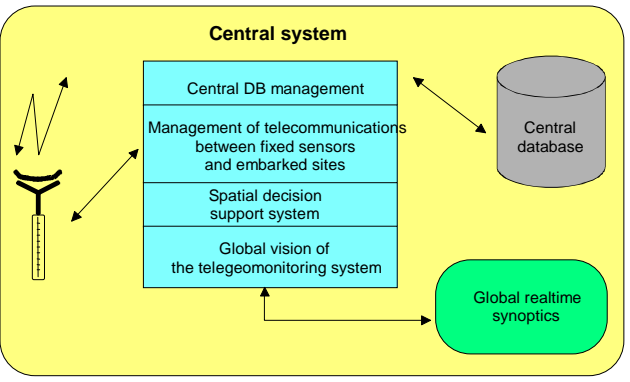 Central system
Central DB management
Management of telecommunications
between fixed sensors
and embarked sites
Spatial decision
support system
Global vision of
the telegeomonitoring system
Central
database
Global realtime
synoptics